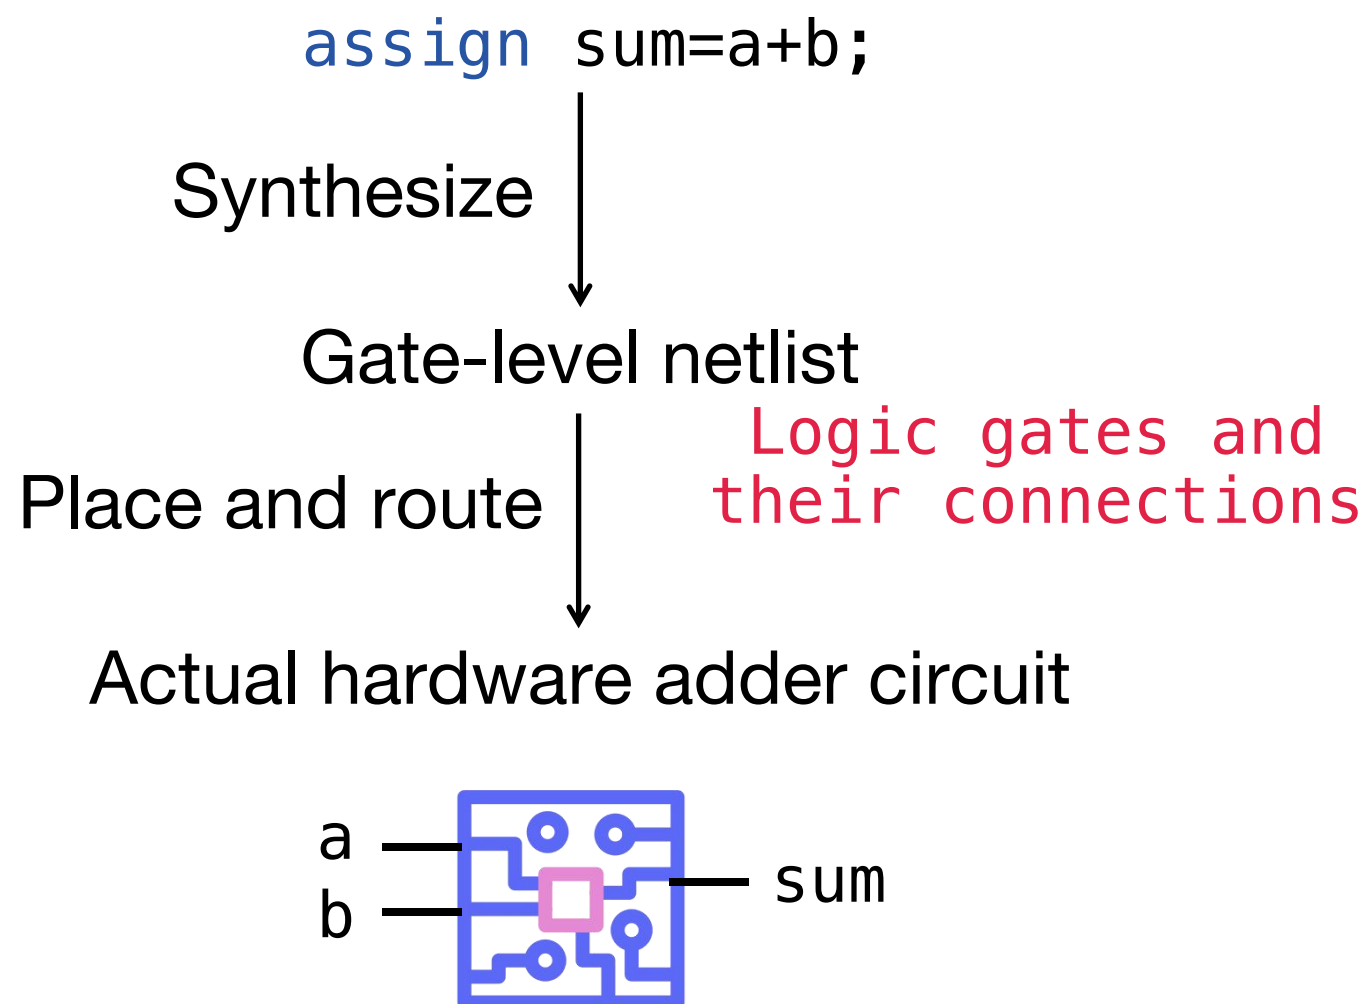 assign sum=a+b;
Synthesize
Gate-level netlist
Logic gates and
their connections
Place and route
Actual hardware adder circuit
a
b
sum